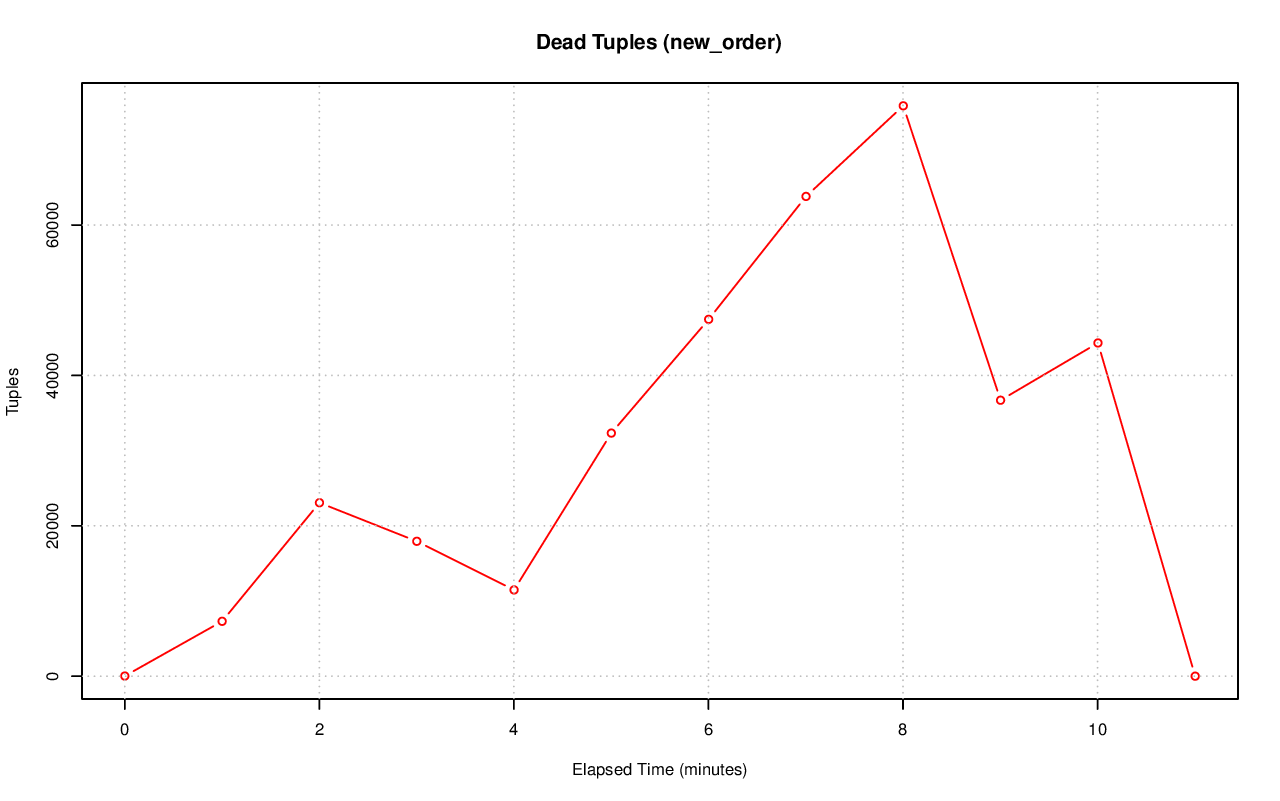 Dead Tuples (new_order)
Tuples
60000
40000
20000
0
0 2 4 6 8 10
Elapsed Time (minutes)